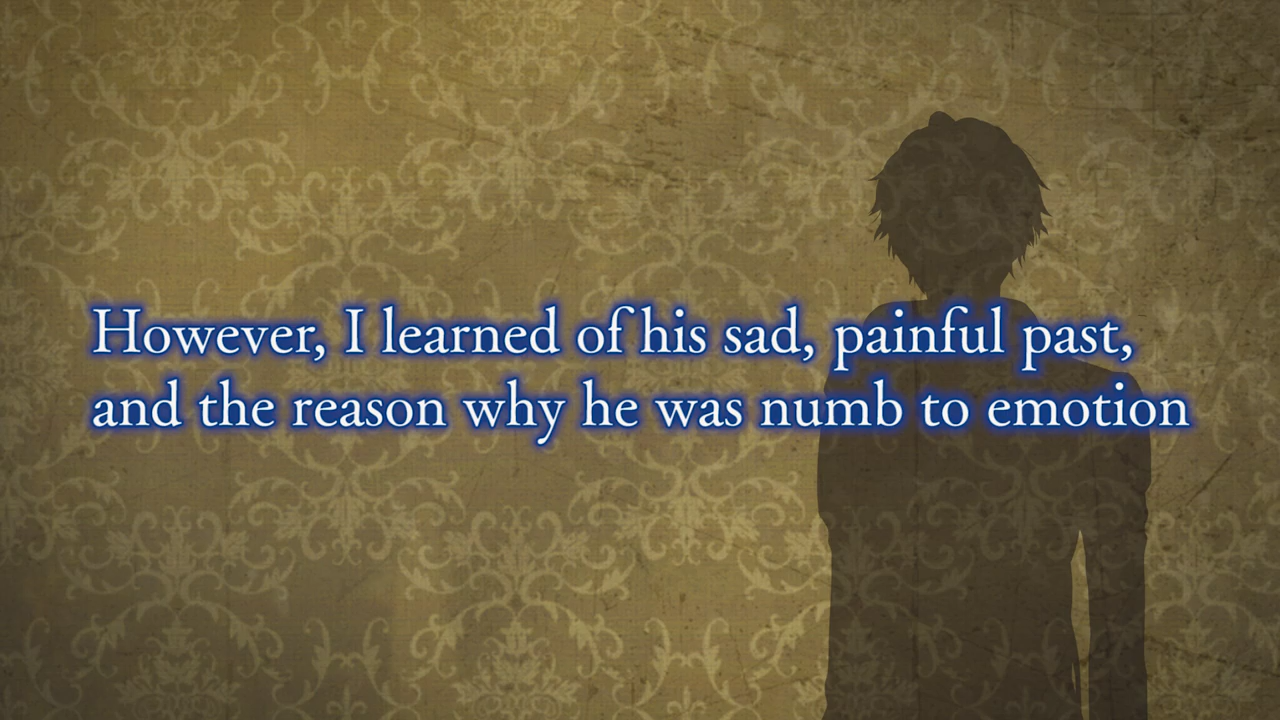 However, I learned of his sad, painful past,
and the reason why he was numb to emotion